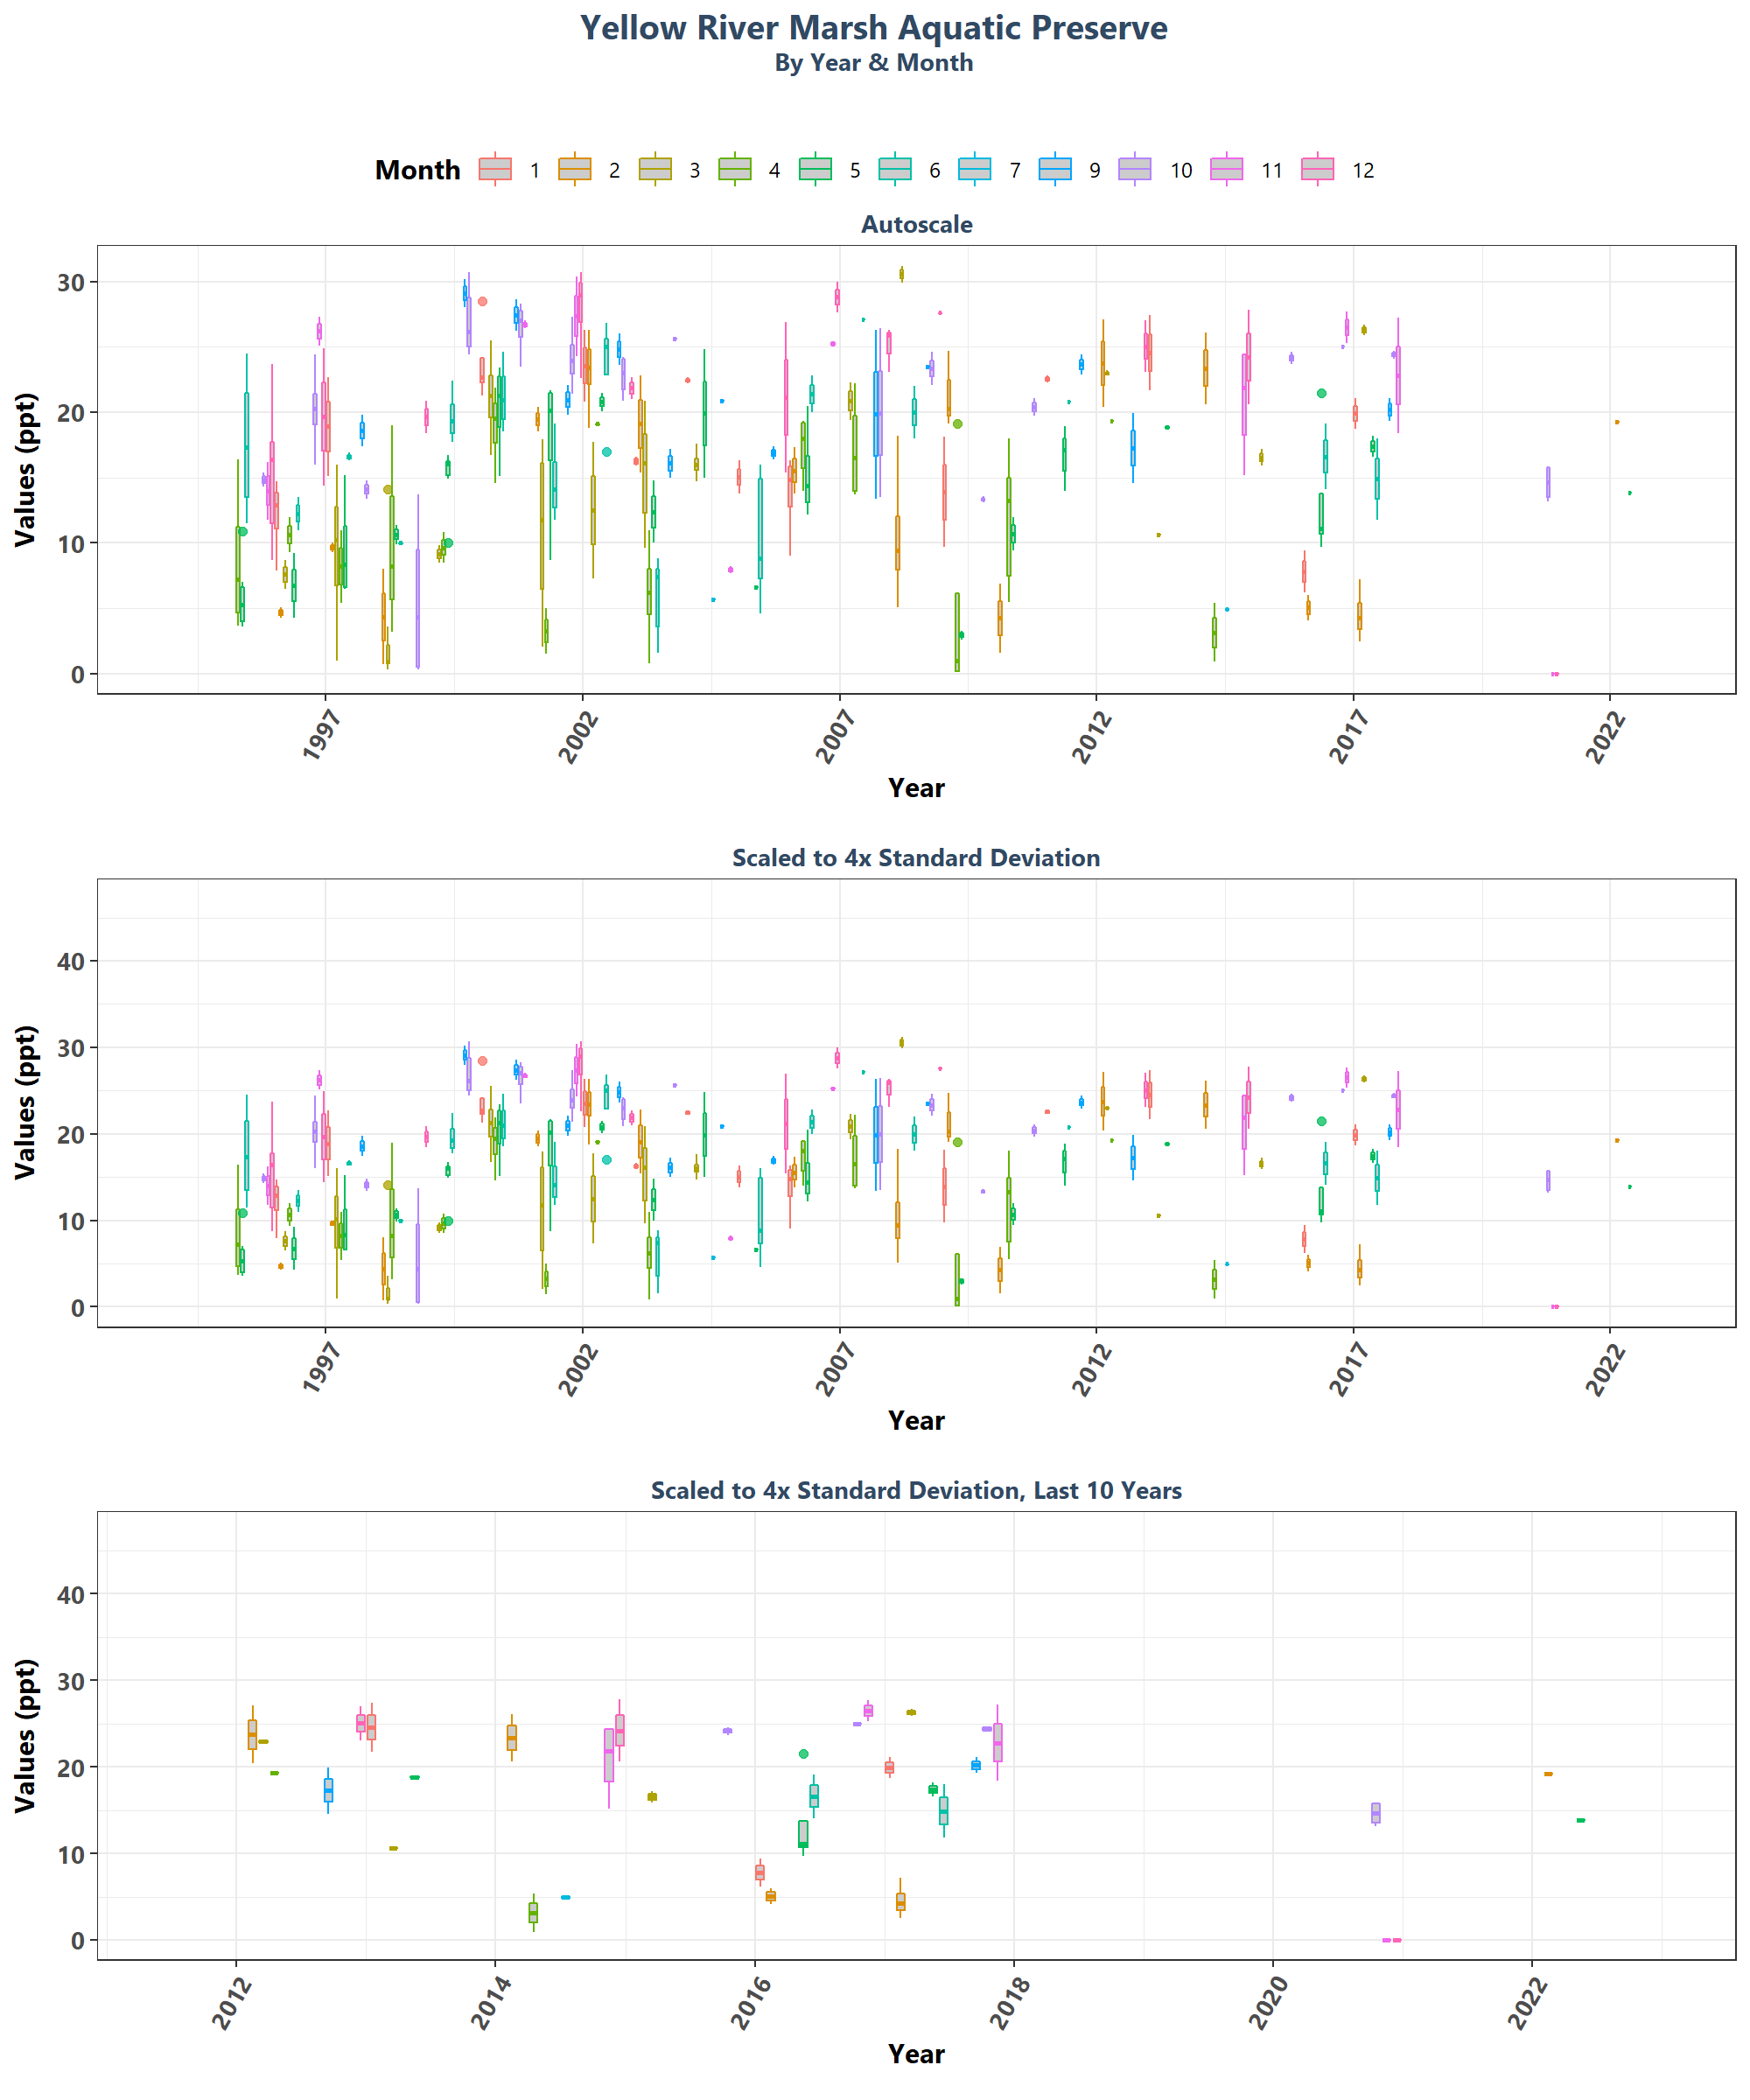 Yellow River Marsh Aquatic Preserve
By Year & Month
Month 1 2 3 4 5 6 7 9 10 11 12
Autoscale
Values (ppt)
30
20
10
0
1997 2002 2007 2012 2017 2022
Year
Scaled to 4x Standard Deviation
Values (ppt)
40
30
20
10
0
1997 2002 2007 2012 2017 2022
Year
Scaled to 4x Standard Deviation, Last 10 Years
Values (ppt)
40
30
20
10
0
2012 2014 2016 2018 2020 2022
Year